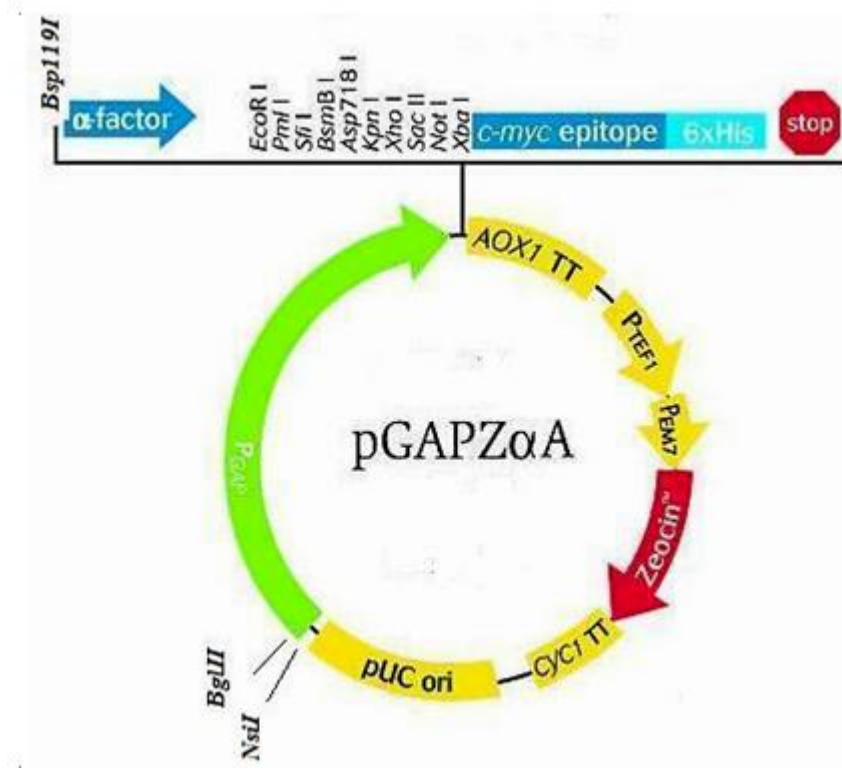 Bsp119I
α-factor
EcoR I
Pml I
Sfi I
BsmB I
Asp718 I
Kpn I
Xho I
Sac II
Not I
Xba I
c-myc epitope
6xHis
stop
AOX1 TT
PTEF1
PEM7
Zeocin™
CYC1 TT
pUC ori
PGAP
pGAPZαA
BglII
NsiI